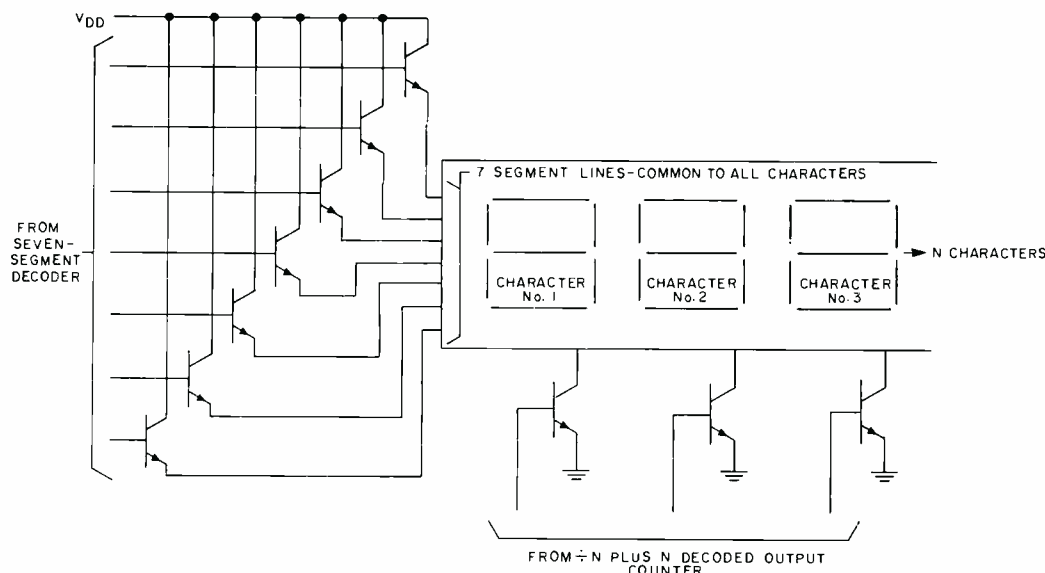 VDD
7 SEGMENT LINES-COMMON TO ALL CHARACTERS
FROM
SEVEN-
SEGMENT
DECODER
N CHARACTERS
CHARACTER
No. 1
CHARACTER
No. 2
CHARACTER
No. 3
FROM ÷ N PLUS N DECODED OUTPUT
COUNTER